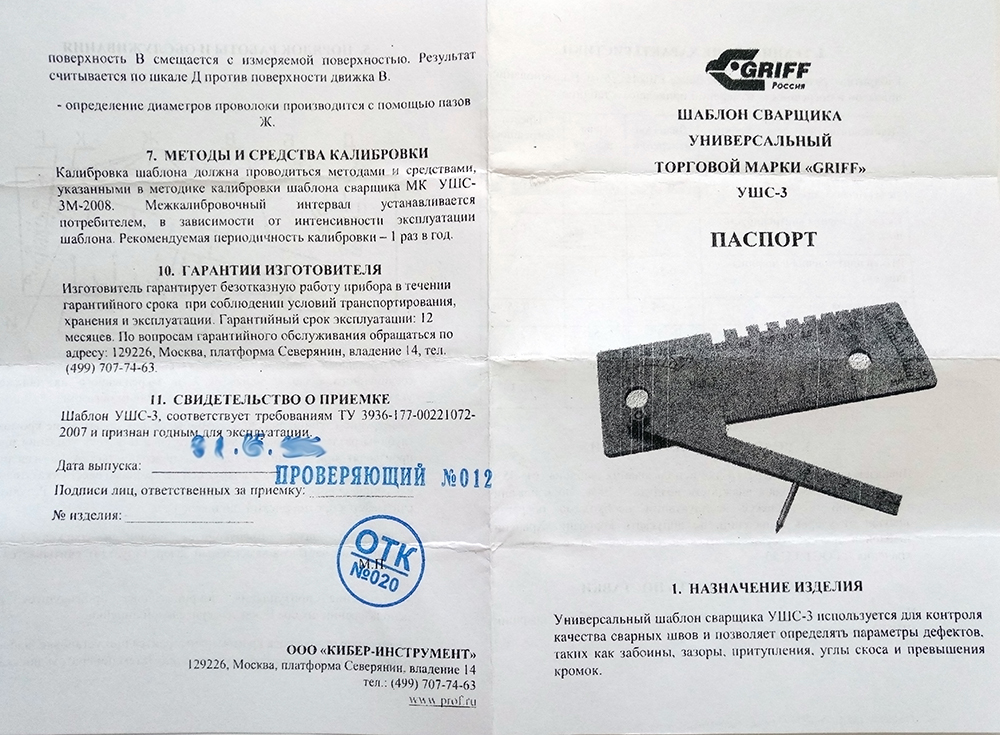 поверхность В смещается с измеряемой поверхностью. Результат
считывается по шкале Д против поверхности движка В.
- определение диаметров проволоки производится с помощью пазов
Ж.
7. МЕТОДЫ И СРЕДСТВА КАЛИБРОВКИ
Калибровка шаблона должна проводиться методами и средствами,
указанными в методике калибровки шаблона сварщика МК УШС-
3М-2008. Межкалибровочный интервал устанавливается
потребителем, в зависимости от интенсивности эксплуатации
шаблона. Рекомендуемая периодичность калибровки – 1 раз в год.
10. ГАРАНТИИ ИЗГОТОВИТЕЛЯ
Изготовитель гарантирует безотказную работу прибора в течении
гарантийного срока при соблюдении условий транспортирования,
хранения и эксплуатации. Гарантийный срок эксплуатации: 12
месяцев. По вопросам гарантийного обслуживания обращаться по
адресу: 129226, Москва, платформа Северянин, владение 14, тел.
(499) 707-74-63.
11. СВИДЕТЕЛЬСТВО О ПРИЕМКЕ
Шаблон УШС-3, соответствует требованиям ТУ 3936-177-00221072-
2007 и признан годным для эксплуатации.
Дата выпуска:
ПРОВЕРЯЮЩИЙ №012
Подписи лиц, ответственных за приемку:
№ изделия:
ОТК
М.П.
№020
ООО «КИБЕР-ИНСТРУМЕНТ»
129226, Москва, платформа Северянин, владение 14
тел.: (499) 707-74-63
www.prof.ru
GRIFF
Россия
ШАБЛОН СВАРЩИКА
УНИВЕРСАЛЬНЫЙ
ТОРГОВОЙ МАРКИ «GRIFF»
УШС-3
ПАСПОРТ
1. НАЗНАЧЕНИЕ ИЗДЕЛИЯ
Универсальный шаблон сварщика УШС-3 используется для контроля
качества сварных швов и позволяет определять параметры дефектов,
таких как забоины, зазоры, притупления, углы скоса и превышения
кромок.